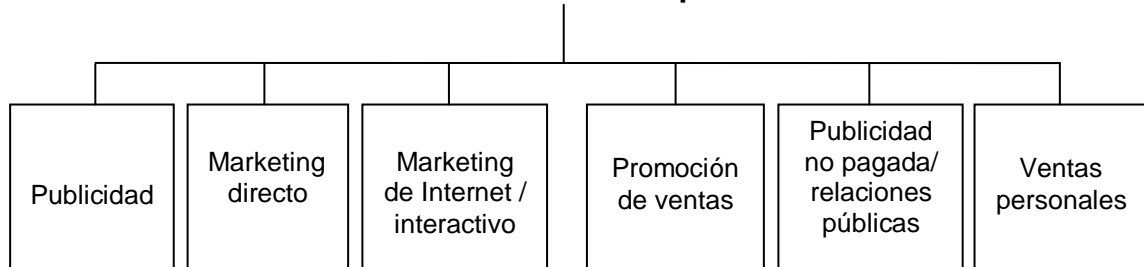 Publicidad
Marketing
directo
Marketing
de Internet /
interactivo
Promoción
de ventas
Publicidad
no pagada/
relaciones
públicas
Ventas
personales